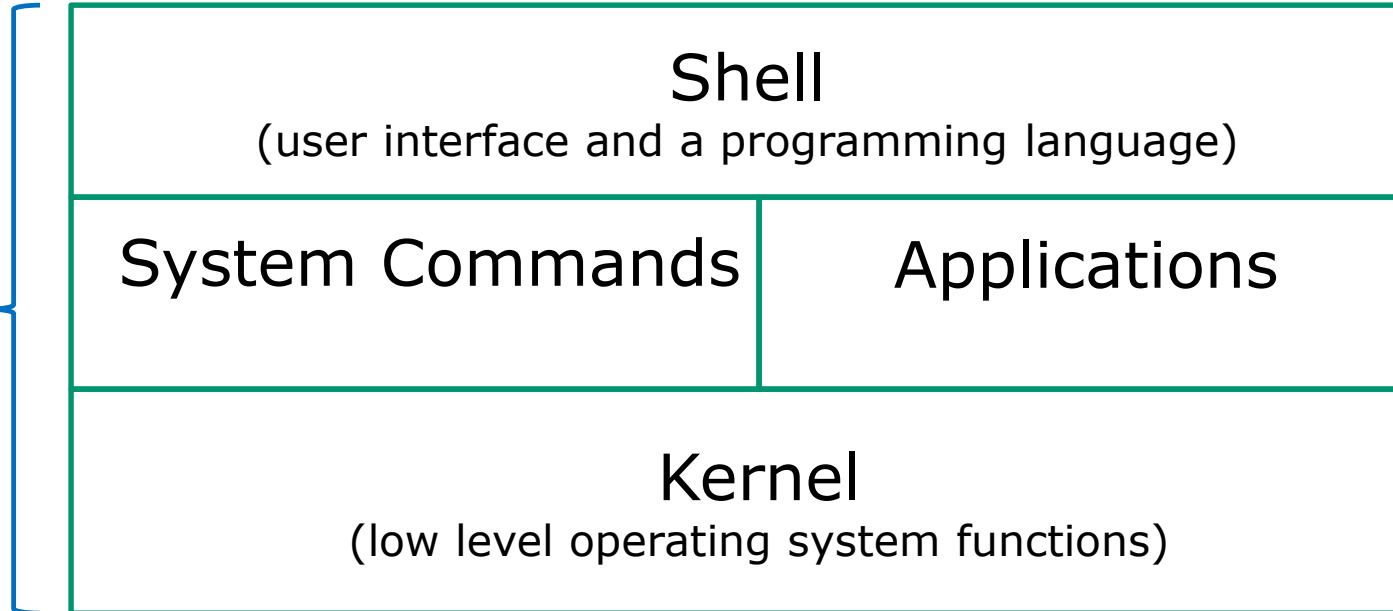 Shell
(user interface and a programming language)
System Commands
Applications
Kernel
(low level operating system functions)